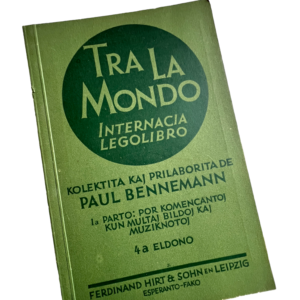 TRA LA
MONDO
INTERNACIA
LEGOLIBRO
KOLEKTITA KAJ PRILABORITA DE
PAUL BENNEMANN
Ia PARTO: POR KOMENCANTOJ
KUN MULTAJ BILDOJ KAJ
MUZIKNOTOJ
4a ELDONO
FERDINAND HIRT & SOHN EN LEIPZIG
ESPERANTO-FAKO